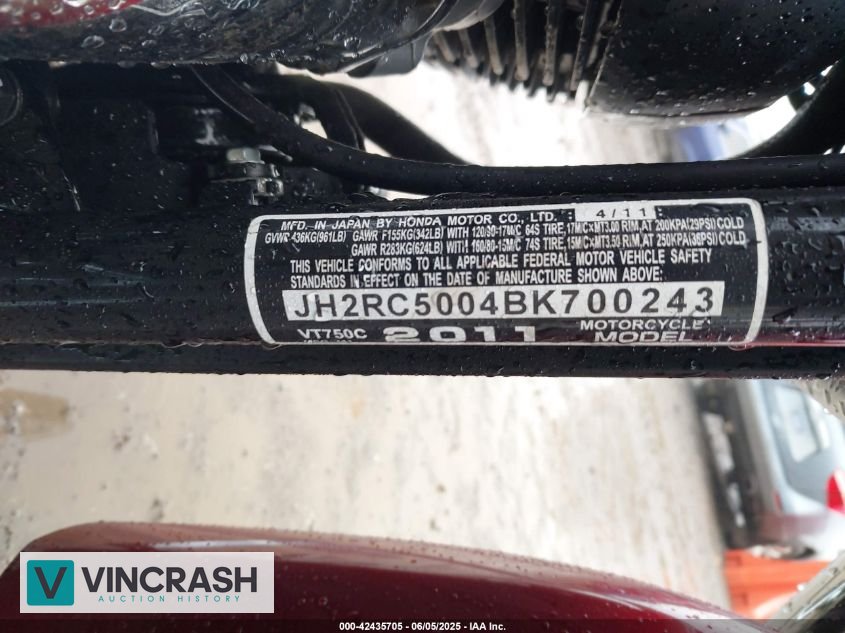 MFD. IN JAPAN BY HONDA MOTOR CO., LTD. 4/11
GVWR 436KG(961LB) GAWR F155KG(342LB) WITH 120/90-17M/C 64S TIRE, 17M/CxMT3.00 RIM, AT 200KPA(29PSI) COLD
GAWR R283KG(624LB) WITH 160/80-15M/C 74S TIRE, 15M/CxMT3.50 RIM, AT 250KPA(36PSI) COLD
THIS VEHICLE CONFORMS TO ALL APPLICABLE FEDERAL MOTOR VEHICLE SAFETY
STANDARDS IN EFFECT ON THE DATE OF MANUFACTURE SHOWN ABOVE.
JH2RC5004BK700243
VT750C 2011 MOTORCYCLE
MODEL
V VINCRASH
AUCTION HISTORY
000-42435705 - 06/05/2025 - IAA Inc.